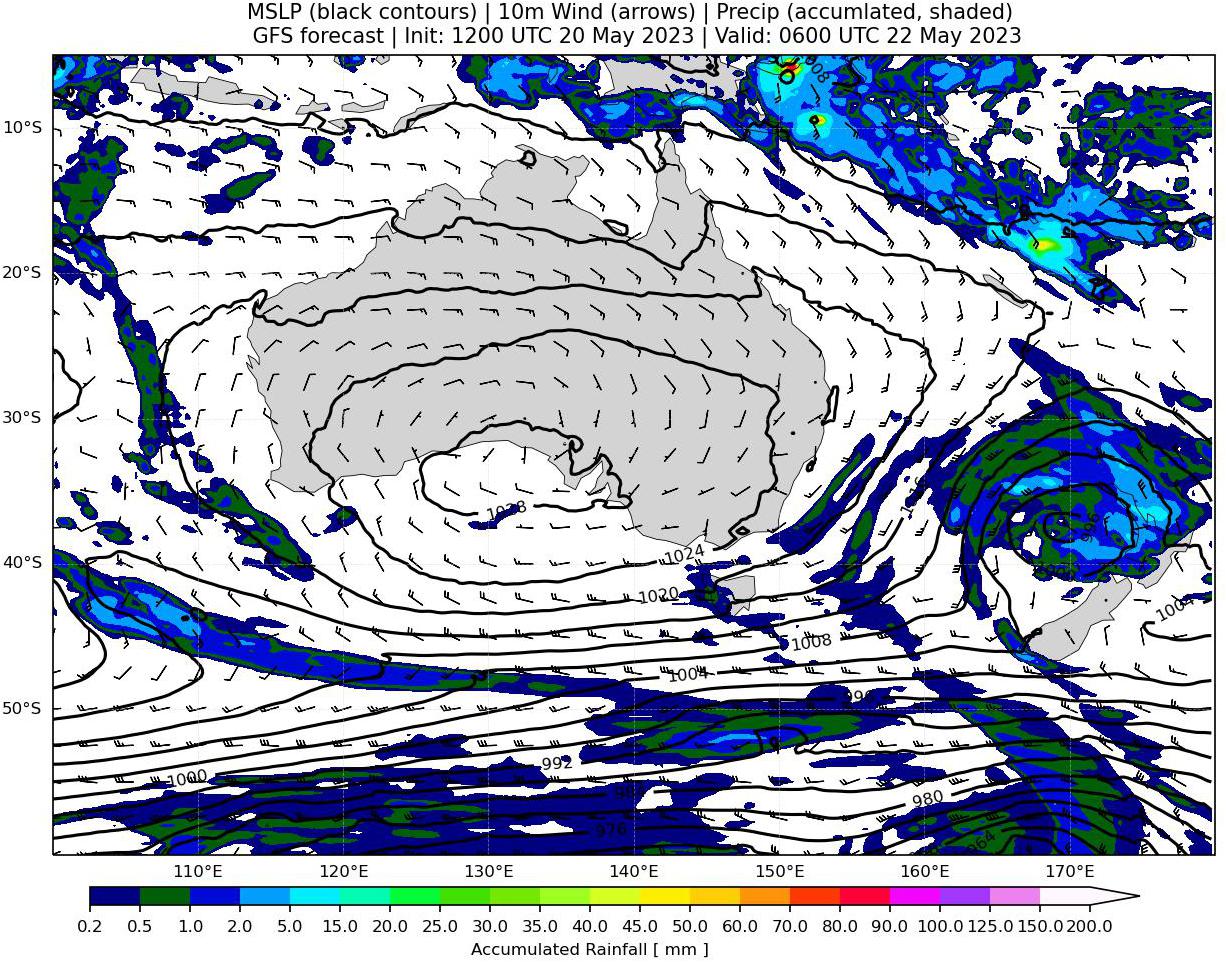 MSLP (black contours) | 10m Wind (arrows) | Precip (accumlated, shaded)
GFS forecast | Init: 1200 UTC 20 May 2023 | Valid: 0600 UTC 22 May 2023
10°S
20°S
30°S
40°S
50°S
1028
1024
1020
1008
1004
1004
992
1000
980
976
964
110°E
120°E
130°E
140°E
150°E
160°E
170°E
0.2 0.5 1.0 2.0 5.0 15.0 20.0 25.0 30.0 35.0 40.0 45.0 50.0 60.0 70.0 80.0 90.0 100.0 125.0 150.0 200.0
Accumulated Rainfall [ mm ]